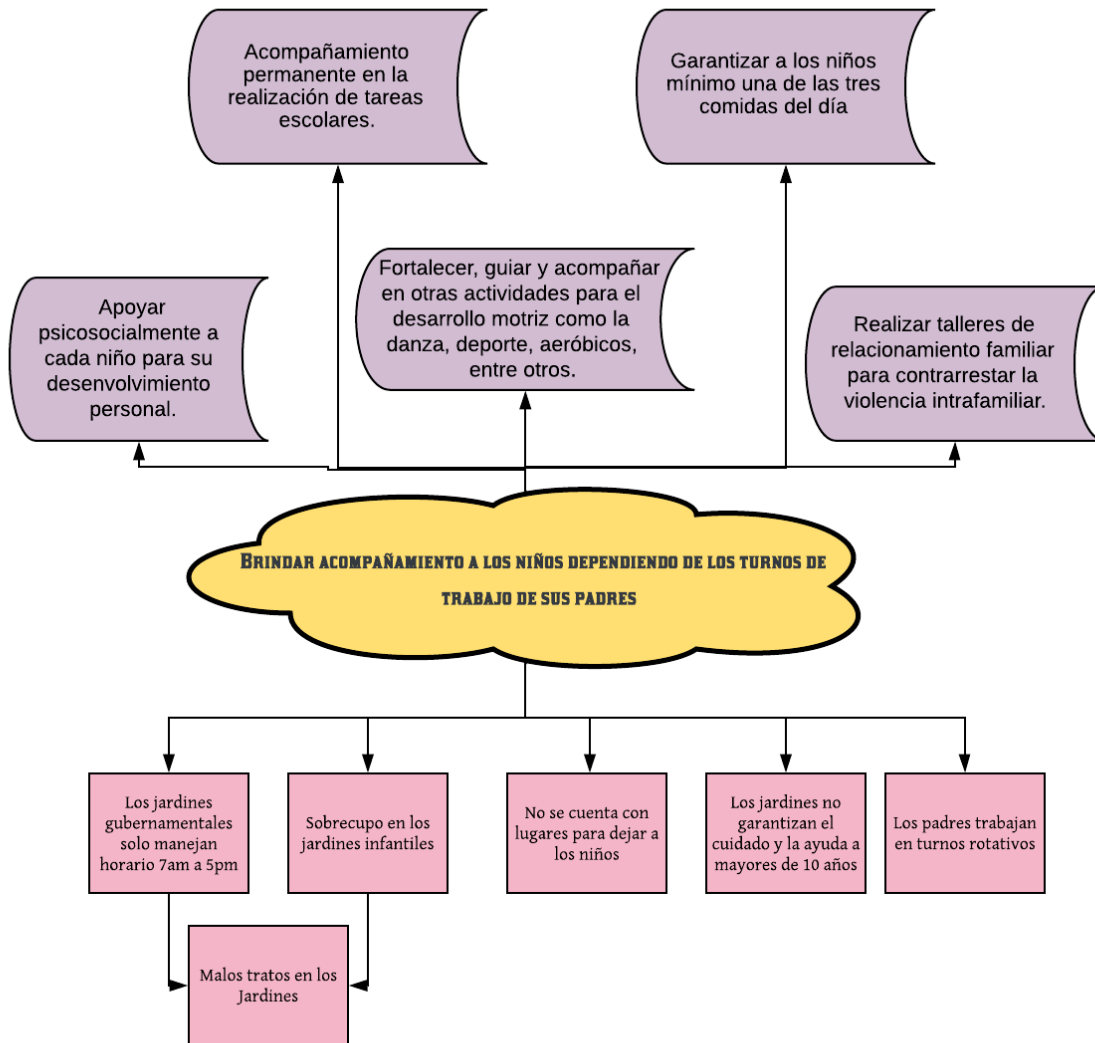 Acompañamiento
permanente en la
realización de tareas
escolares.
Garantizar a los niños
mínimo una de las tres
comidas del día
Apoyar
psicosocialmente a
cada niño para su
desenvolvimiento
personal.
Fortalecer, guiar y acompañar
en otras actividades para el
desarrollo motriz como la
danza, deporte, aeróbicos,
entre otros.
Realizar talleres de
relacionamiento familiar
para contrarrestar la
violencia intrafamiliar.
Brindar acompañamiento a los niños dependiendo de los turnos de
trabajo de sus padres
Los jardines
gubernamentales
solo manejan
horario 7am a 5pm
Sobrecupo en los
jardines infantiles
No se cuenta con
lugares para dejar a
los niños
Los jardines no
garantizan el
cuidado y la ayuda a
mayores de 10 años
Los padres trabajan
en turnos rotativos
Malos tratos en los
Jardines